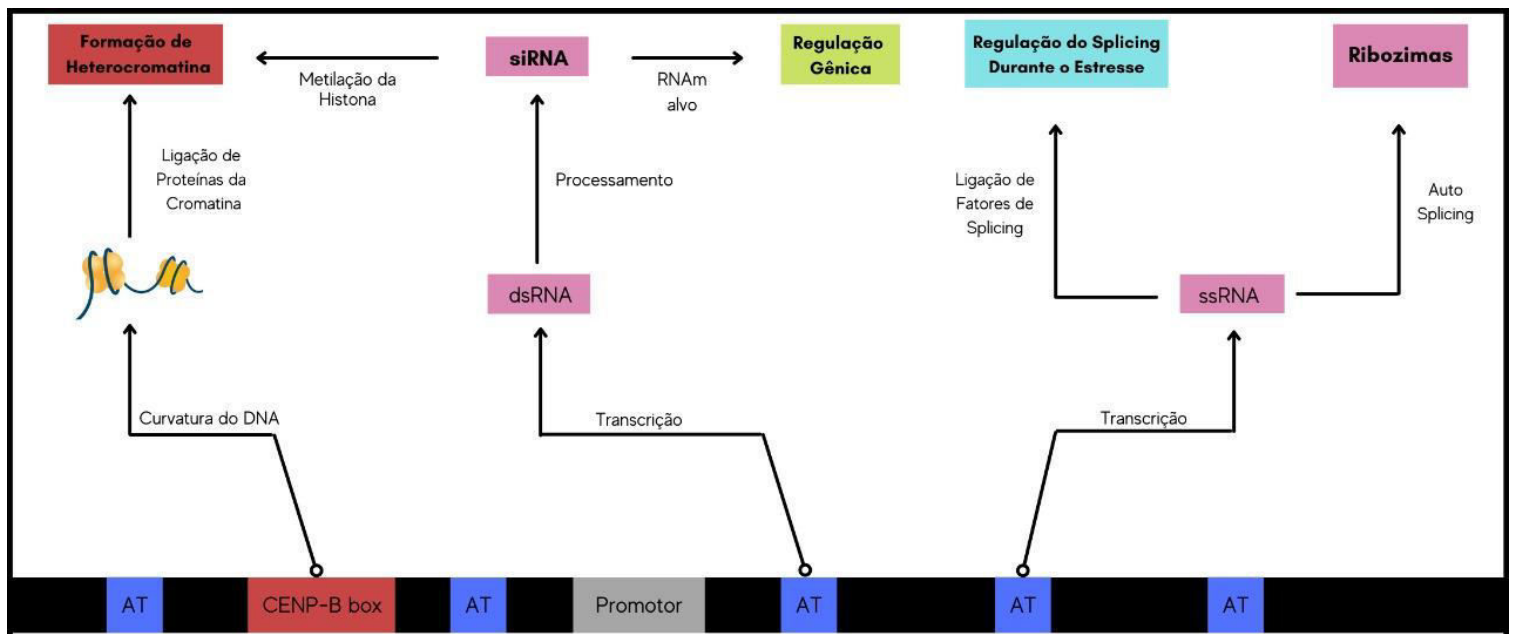 Formação de
Heterocromatina
siRNA
Regulação
Gênica
Regulação do Splicing
Durante o Estresse
Ribozimas
Metilação da
Histona
RNAm
alvo
Ligação de
Proteínas da
Cromatina
Processamento
Ligação de
Fatores de
Splicing
Auto
Splicing
dsRNA
ssRNA
Curvatura do DNA
Transcrição
Transcrição
AT
CENP-B box
AT
Promotor
AT
AT
AT